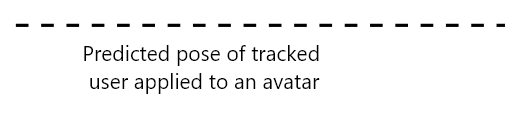 Predicted pose of tracked
user applied to an avatar